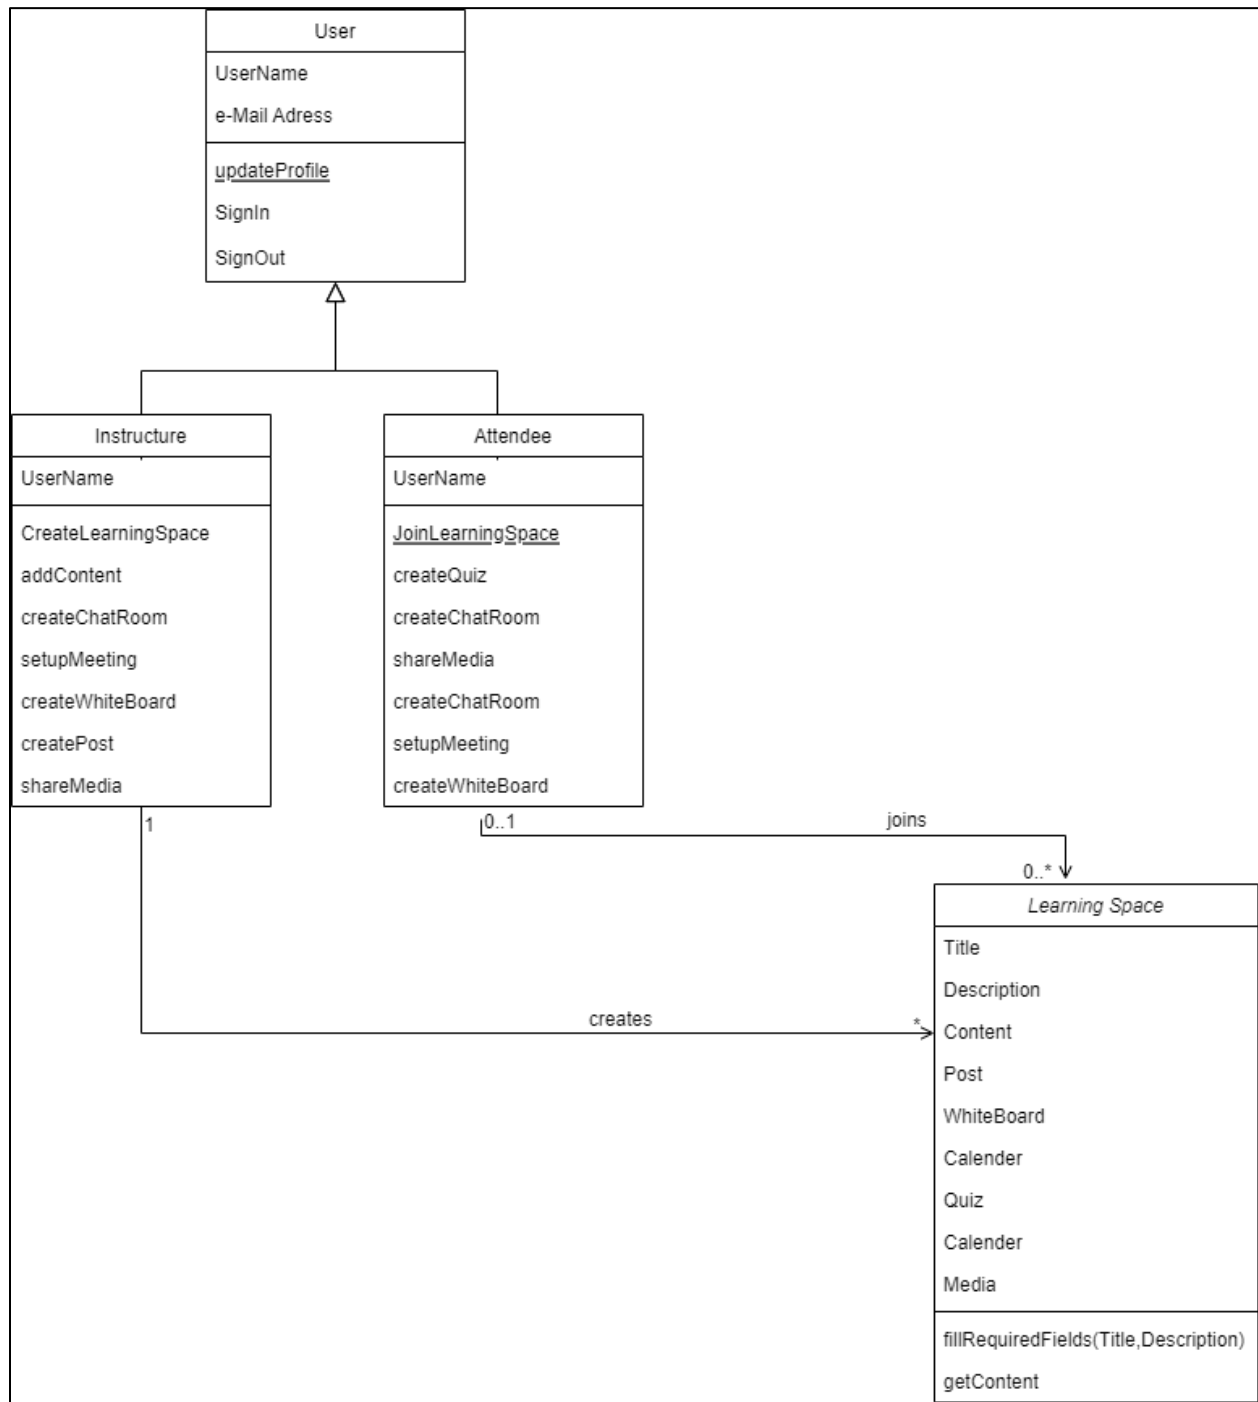 User
UserName
e-Mail Adress
updateProfile
SignIn
SignOut
Instructure
UserName
CreateLearningSpace
addContent
createChatRoom
setupMeeting
createWhiteBoard
createPost
shareMedia
Attendee
UserName
JoinLearningSpace
createQuiz
createChatRoom
shareMedia
createChatRoom
setupMeeting
createWhiteBoard
1
0..1
joins
0..*
creates
*
Learning Space
Title
Description
Content
Post
WhiteBoard
Calender
Quiz
Calender
Media
fillRequiredFields(Title,Description)
getContent